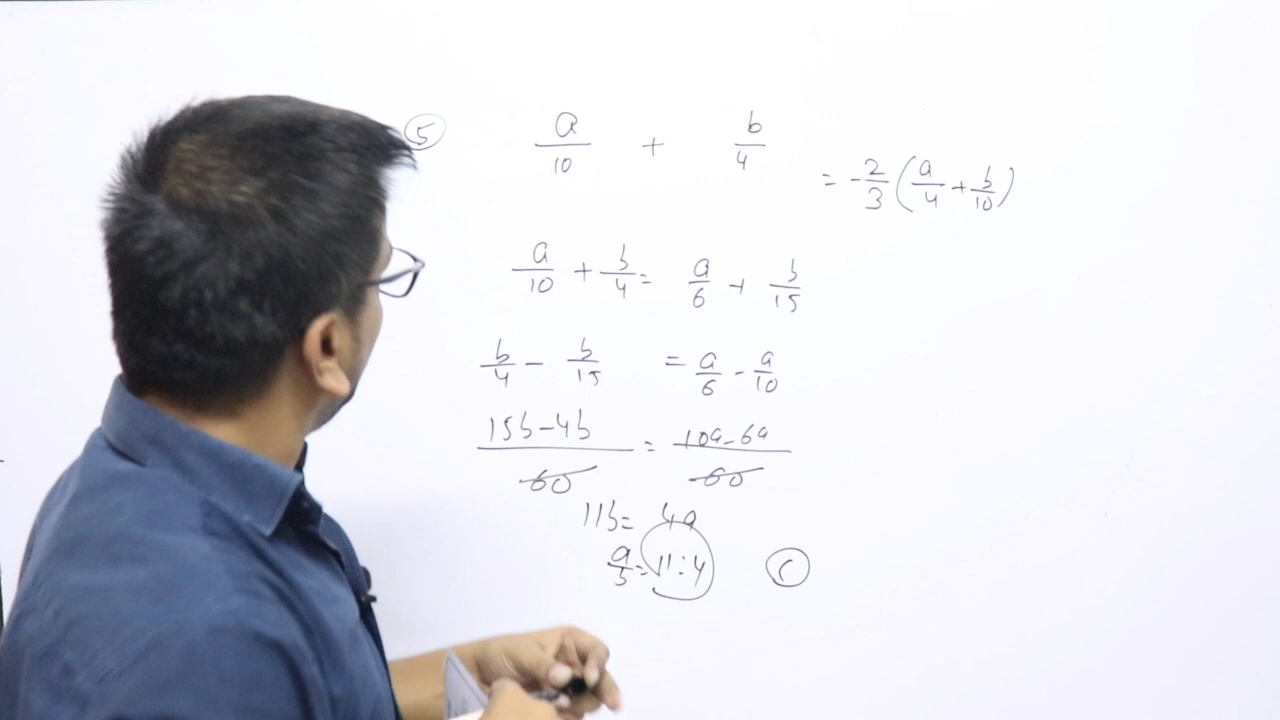 ⑤ a/10 + b/4 = -2/3 (a/4 + b/10)
a/10 + b/4 = a/6 + b/15
b/4 - b/15 = a/6 - a/10
15b-4b/60 = 10a-6a/60
11b = 4a
a/b = 11:4 Ⓒ